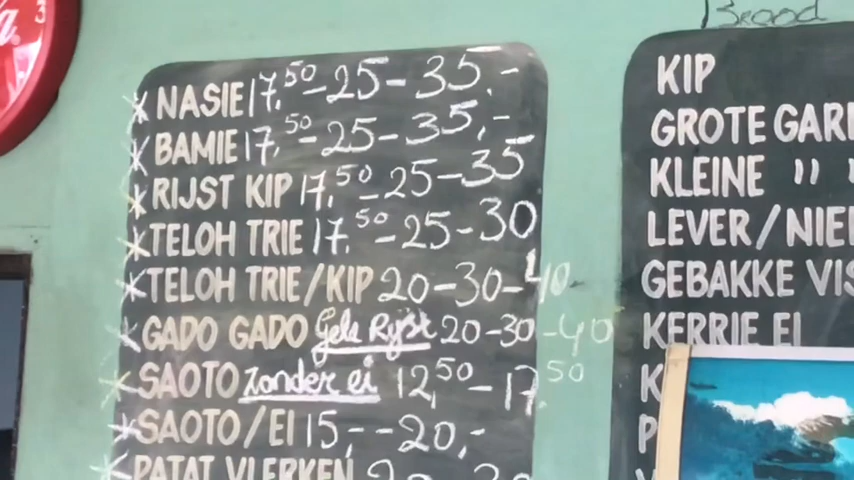 * NASIE 17,50-25-35,-
* BAMIE 17,50-25-35,-
* RIJST KIP 17,50-25-35
* TELOH TRIE 17,50-25-30
* TELOH TRIE/KIP 20-30-40
* GADO GADO Gele Rijst 20-30-40
* SAOTO zonder ei 12,50-17,50
* SAOTO/EI 15,--20,-
* PATAT VLERKEN
Brood
KIP
GROTE GAR
KLEINE " "
LEVER/NIE
GEBAKKE VIS
KERRIE EI
K
P